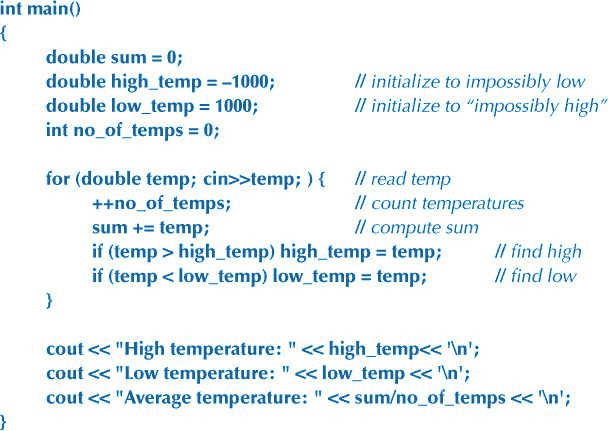 int main()
{
double sum = 0;
double high_temp = –1000; // initialize to impossibly low
double low_temp = 1000; // initialize to “impossibly high”
int no_of_temps = 0;
for (double temp; cin>>temp; ) { // read temp
++no_of_temps; // count temperatures
sum += temp; // compute sum
if (temp > high_temp) high_temp = temp; // find high
if (temp < low_temp) low_temp = temp; // find low
}
cout << "High temperature: " << high_temp<< '\n';
cout << "Low temperature: " << low_temp << '\n';
cout << "Average temperature: " << sum/no_of_temps << '\n';
}